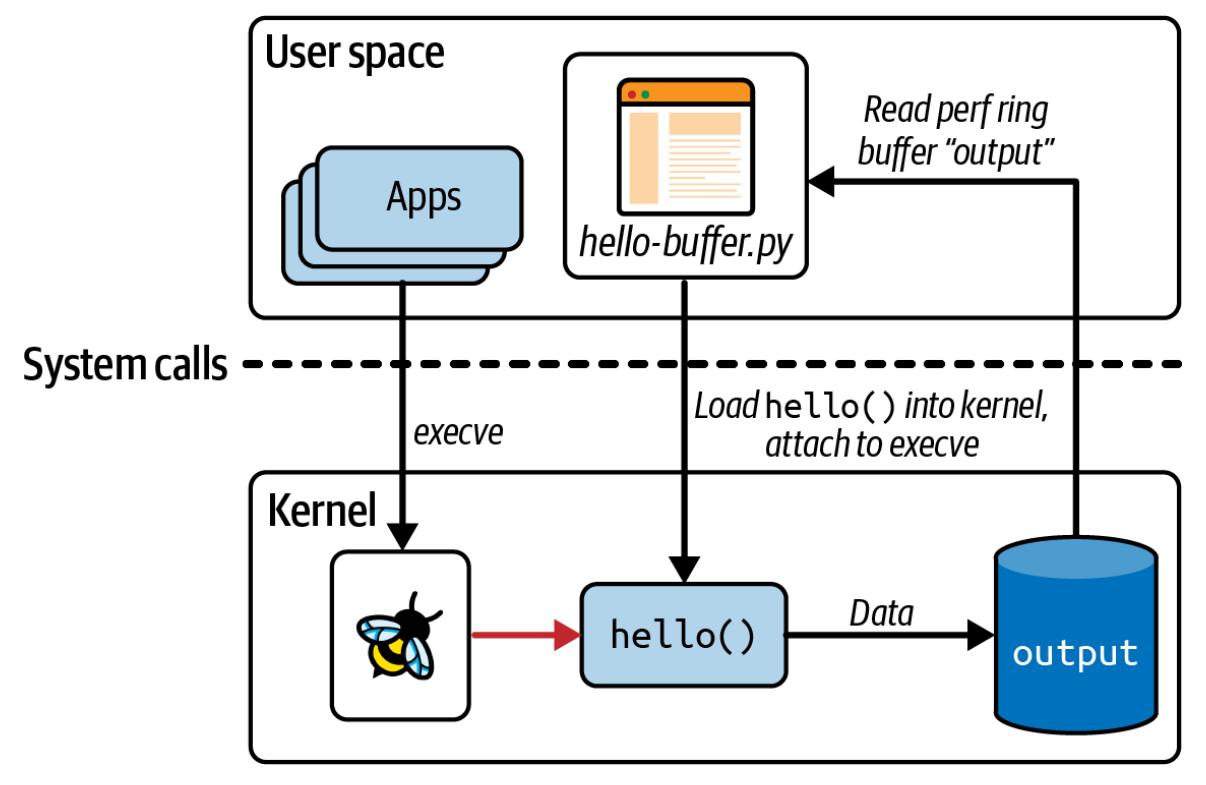 User space
Apps
hello-buffer.py
Read perf ring
buffer “output”
System calls
execve
Load hello() into kernel,
attach to execve
Kernel
hello()
Data
output